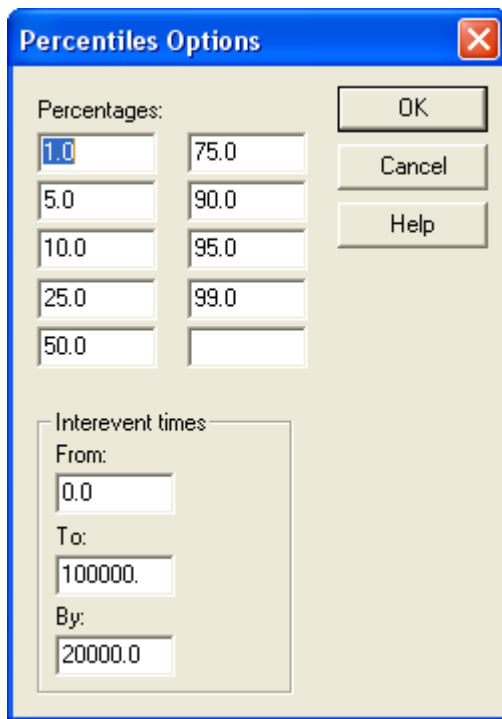 Percentiles Options
Percentages:
1.0
75.0
5.0
90.0
10.0
95.0
25.0
99.0
50.0
OK
Cancel
Help
Interevent times
From:
0.0
To:
100000.
By:
20000.0